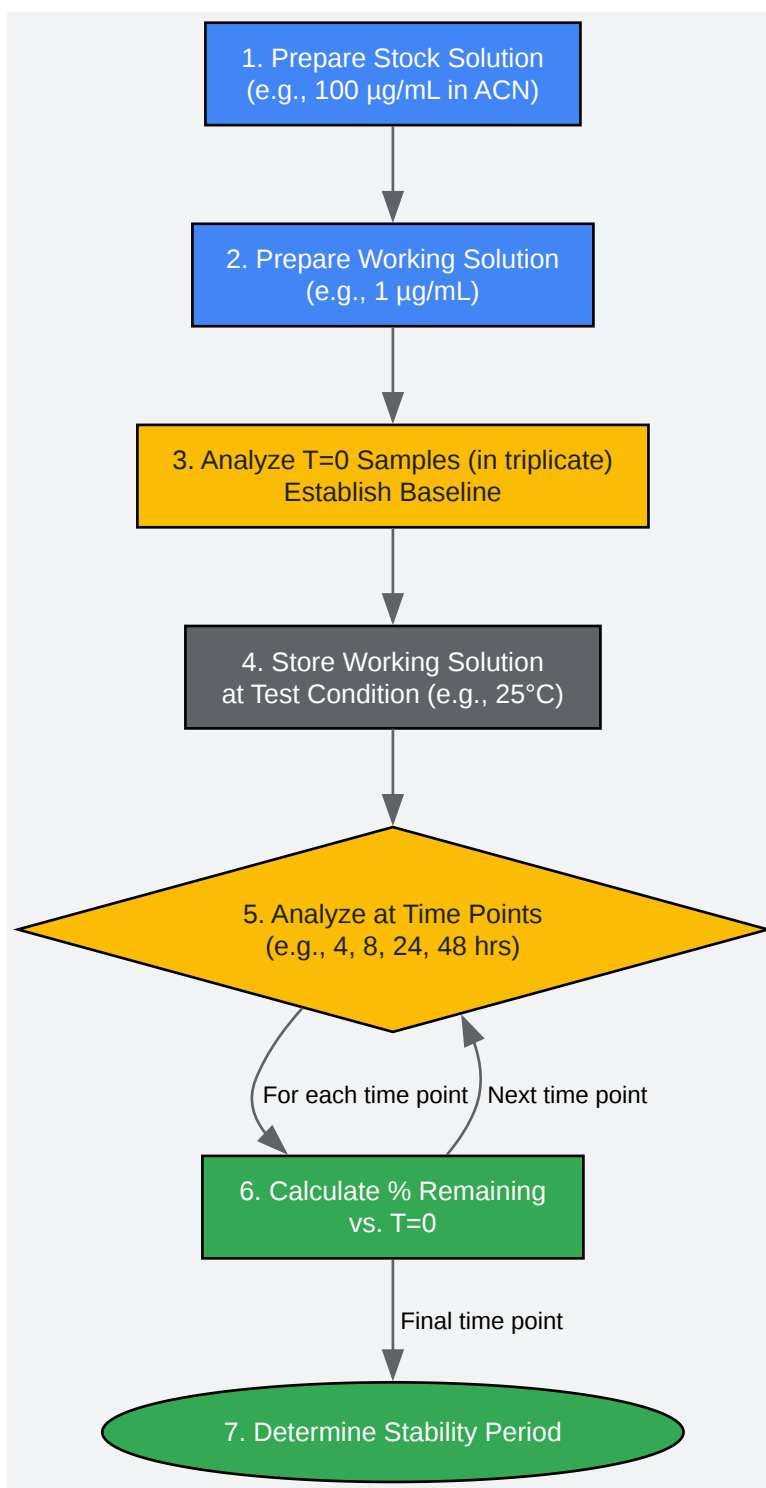 1. Prepare Stock Solution
(e.g., 100 µg/mL in ACN)
2. Prepare Working Solution
(e.g., 1 µg/mL)
3. Analyze T=0 Samples (in triplicate)
Establish Baseline
4. Store Working Solution
at Test Condition (e.g., 25°C)
5. Analyze at Time Points
(e.g., 4, 8, 24, 48 hrs)
For each time point
Next time point
6. Calculate % Remaining
vs. T=0
Final time point
7. Determine Stability Period